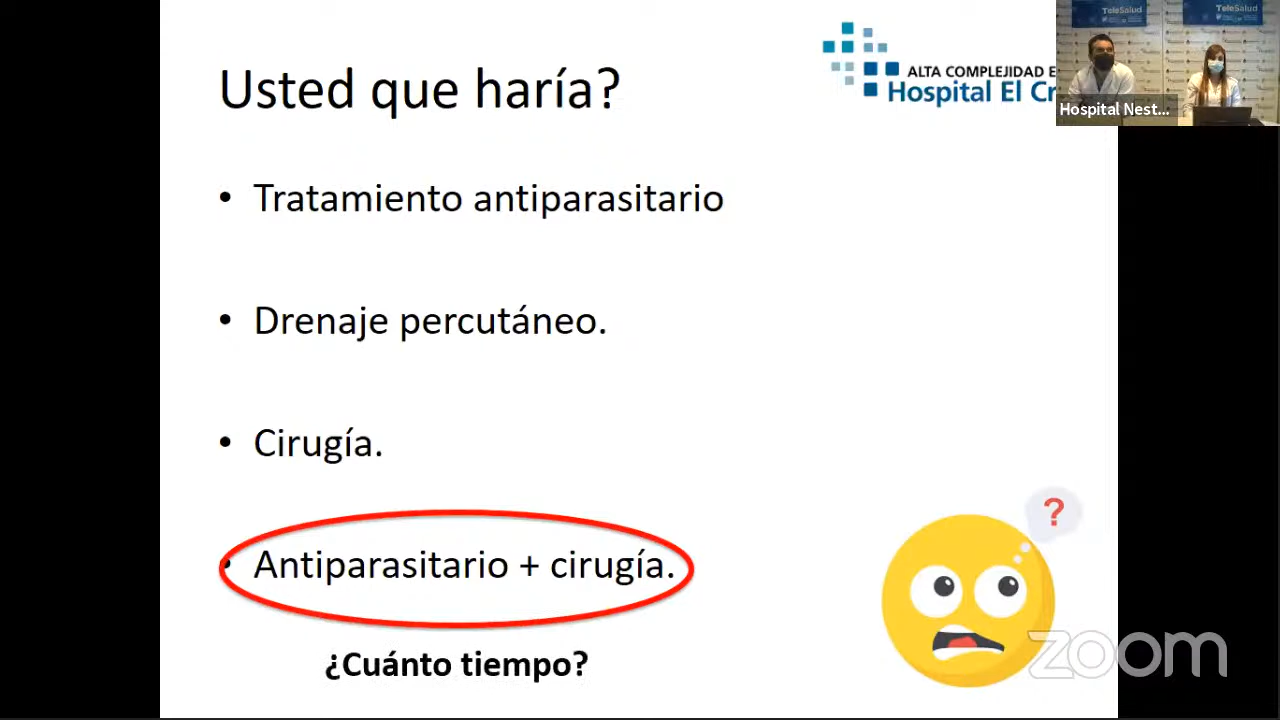 Usted que haría?
ALTA COMPLEJIDAD E
Hospital El Cr
TeleSalud
TeleSalud
Hospital Nest...
• Tratamiento antiparasitario
• Drenaje percutáneo.
• Cirugía.
• Antiparasitario + cirugía.
¿Cuánto tiempo?
?
zoom